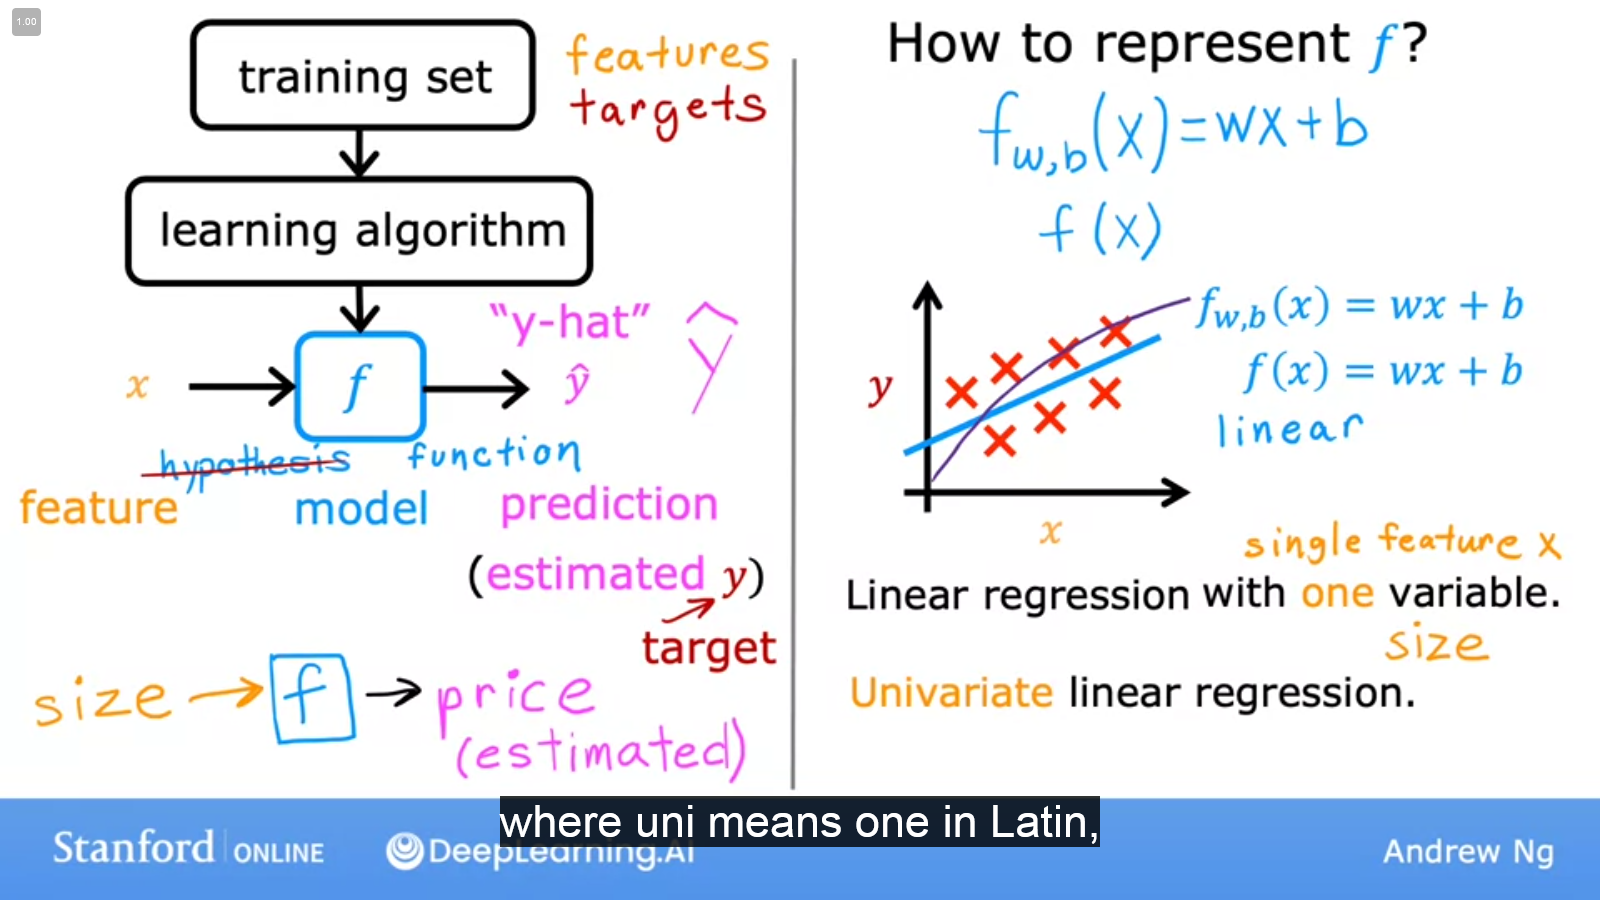 1.00
training set
features
targets
learning algorithm
"y-hat"
x
f
ŷ
ŷ
hypothesis
function
feature
model
prediction
(estimated y)
target
size
f
price
(estimated)
How to represent f?
f_{w,b}(x) = wx + b
f(x)
f_{w,b}(x) = wx + b
f(x) = wx + b
linear
y
x
single feature x
Linear regression with one variable.
size
Univariate linear regression.
where uni means one in Latin,
Stanford | ONLINE
DeepLearning.AI
Andrew Ng